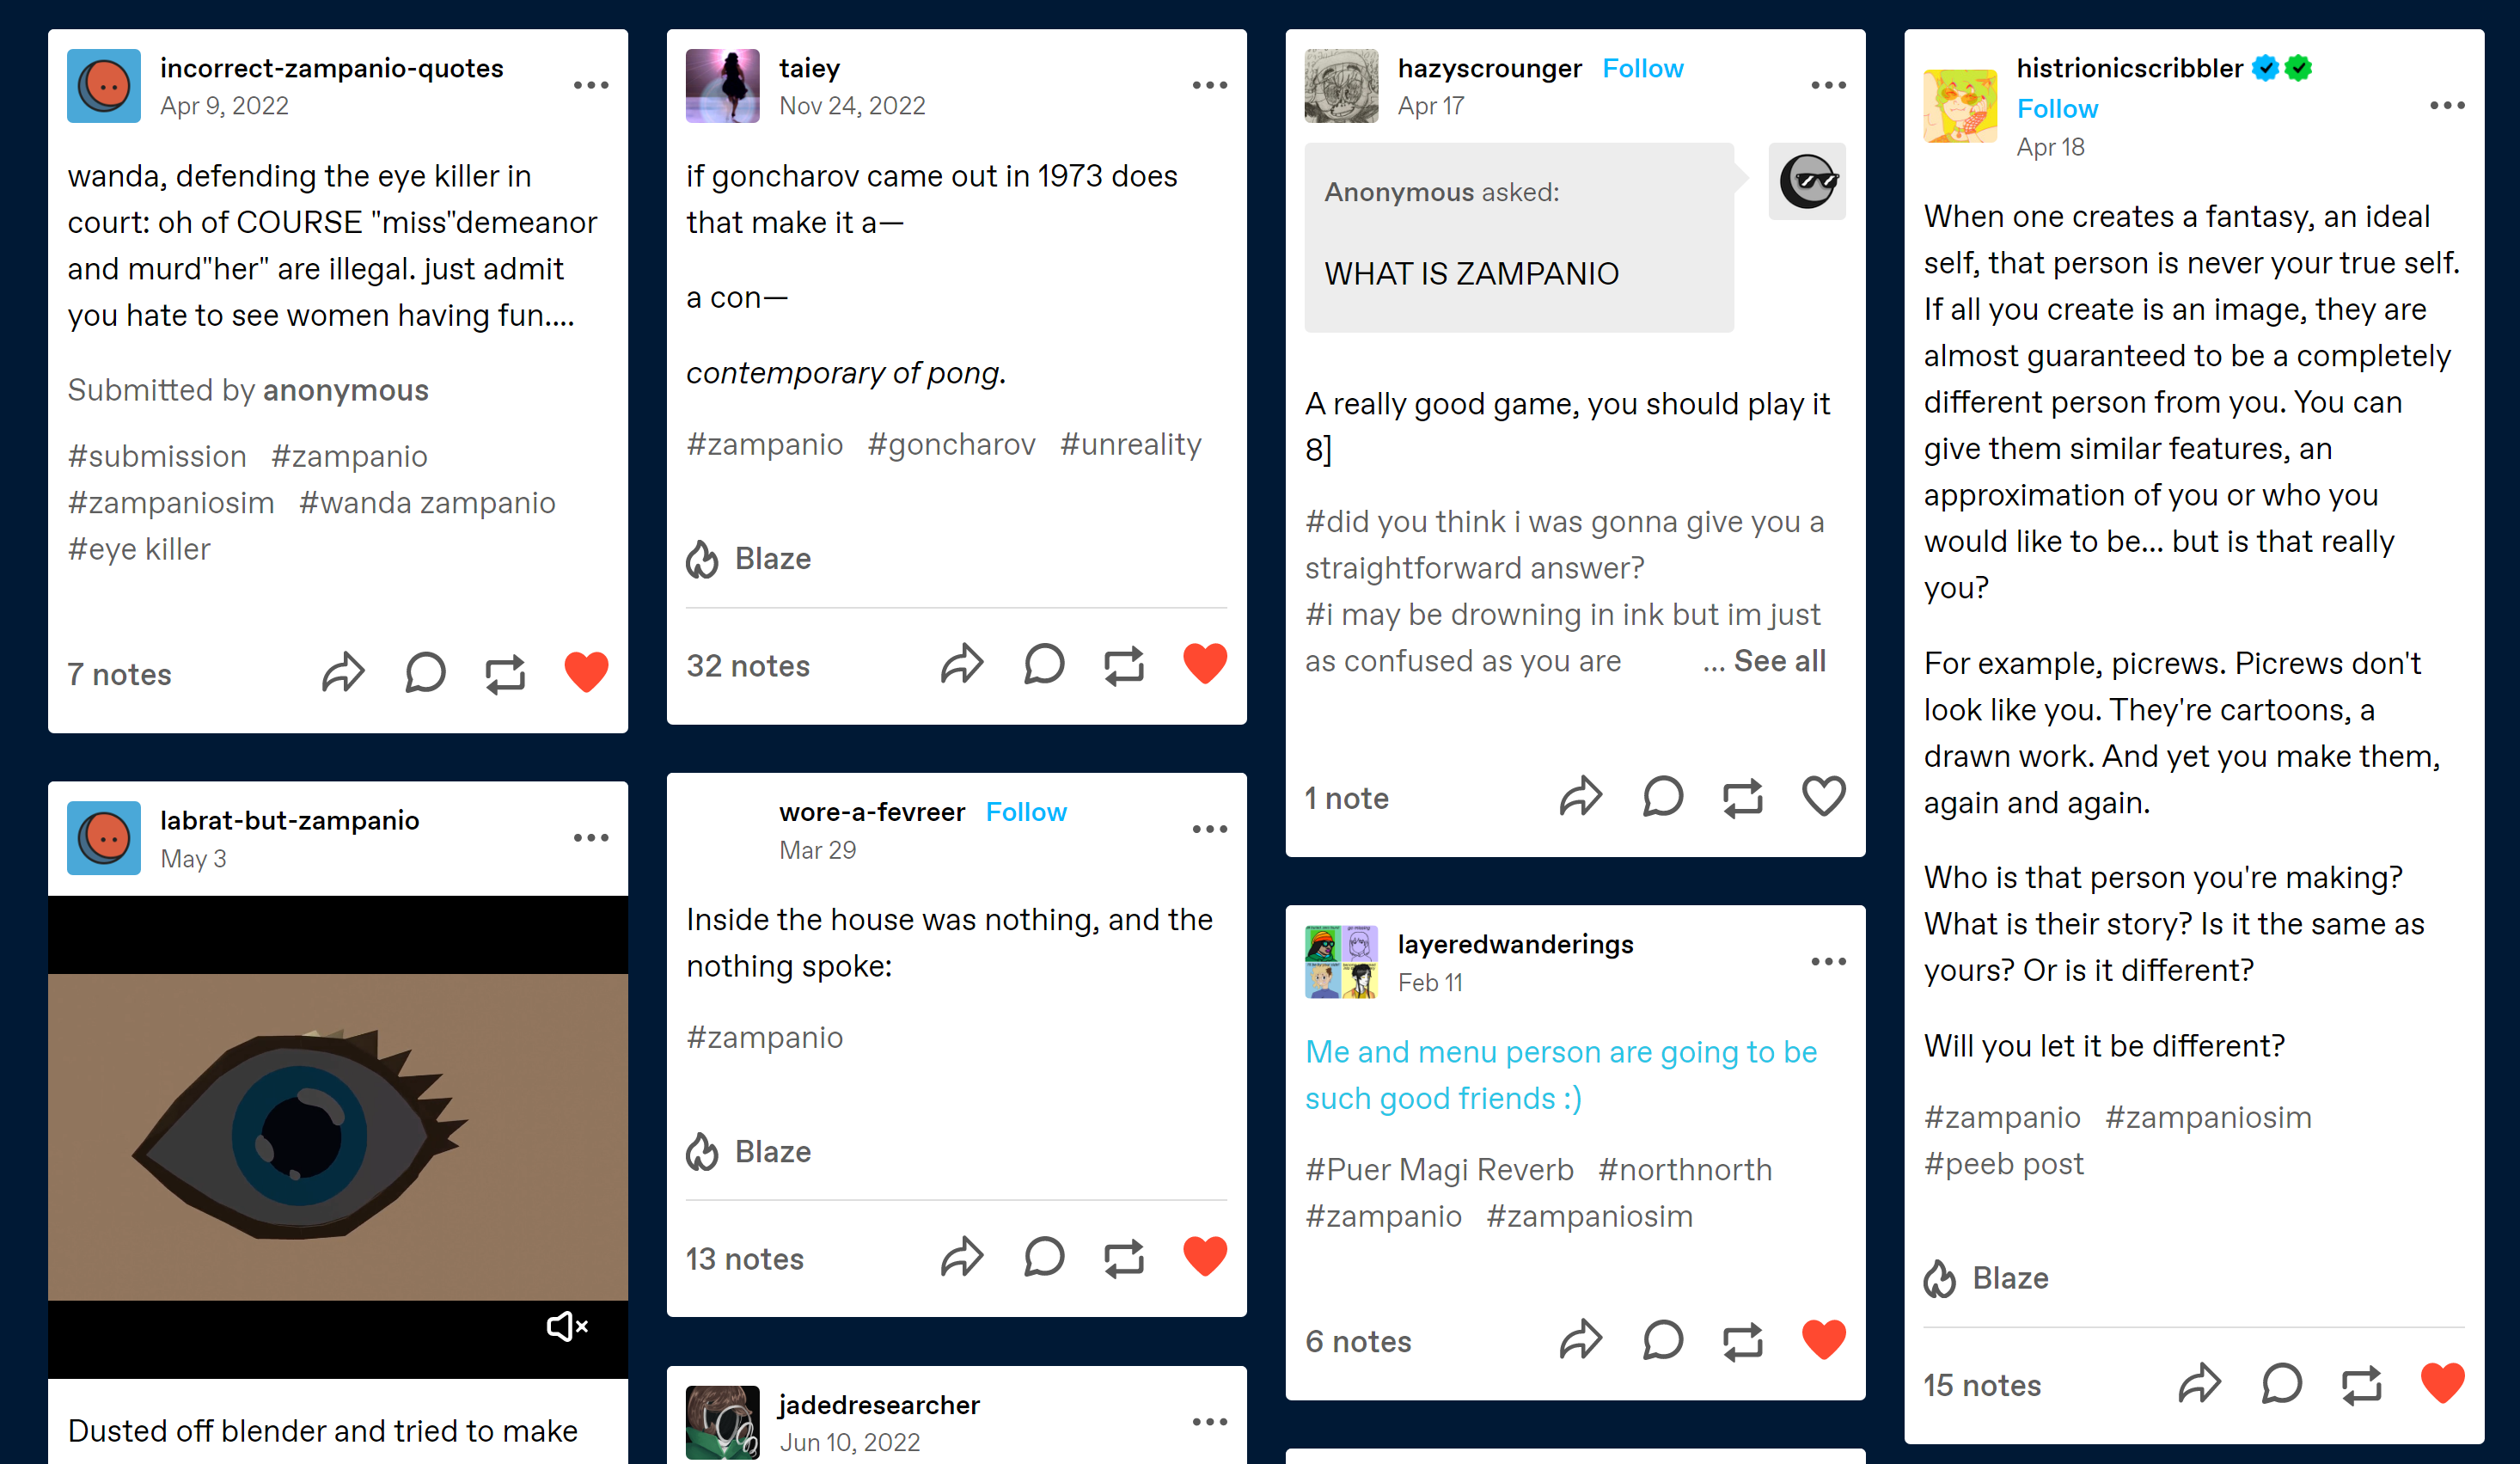 incorrect-zampanio-quotes
Apr 9, 2022
wanda, defending the eye killer in
court: oh of COURSE "miss"demeanor
and murd"her" are illegal. just admit
you hate to see women having fun....
Submitted by anonymous
#submission #zampanio
#zampaniosim #wanda zampanio
#eye killer
7 notes
labrat-but-zampanio
May 3
Dusted off blender and tried to make
taiey
Nov 24, 2022
if goncharov came out in 1973 does
that make it a—
a con—
contemporary of pong.
#zampanio #goncharov #unreality
Blaze
32 notes
wore-a-fevreer Follow
Mar 29
Inside the house was nothing, and the
nothing spoke:
#zampanio
Blaze
13 notes
jadedresearcher
Jun 10, 2022
hazyscrounger Follow
Apr 17
Anonymous asked:
WHAT IS ZAMPANIO
A really good game, you should play it
8]
#did you think i was gonna give you a
straightforward answer?
#i may be drowning in ink but im just
as confused as you are ... See all
1 note
layeredwanderings
Feb 11
Me and menu person are going to be
such good friends :)
#Puer Magi Reverb #northnorth
#zampanio #zampaniosim
6 notes
histrionicscribbler
Follow
Apr 18
When one creates a fantasy, an ideal
self, that person is never your true self.
If all you create is an image, they are
almost guaranteed to be a completely
different person from you. You can
give them similar features, an
approximation of you or who you
would like to be... but is that really
you?
For example, picrews. Picrews don't
look like you. They're cartoons, a
drawn work. And yet you make them,
again and again.
Who is that person you're making?
What is their story? Is it the same as
yours? Or is it different?
Will you let it be different?
#zampanio #zampaniosim
#peeb post
Blaze
15 notes